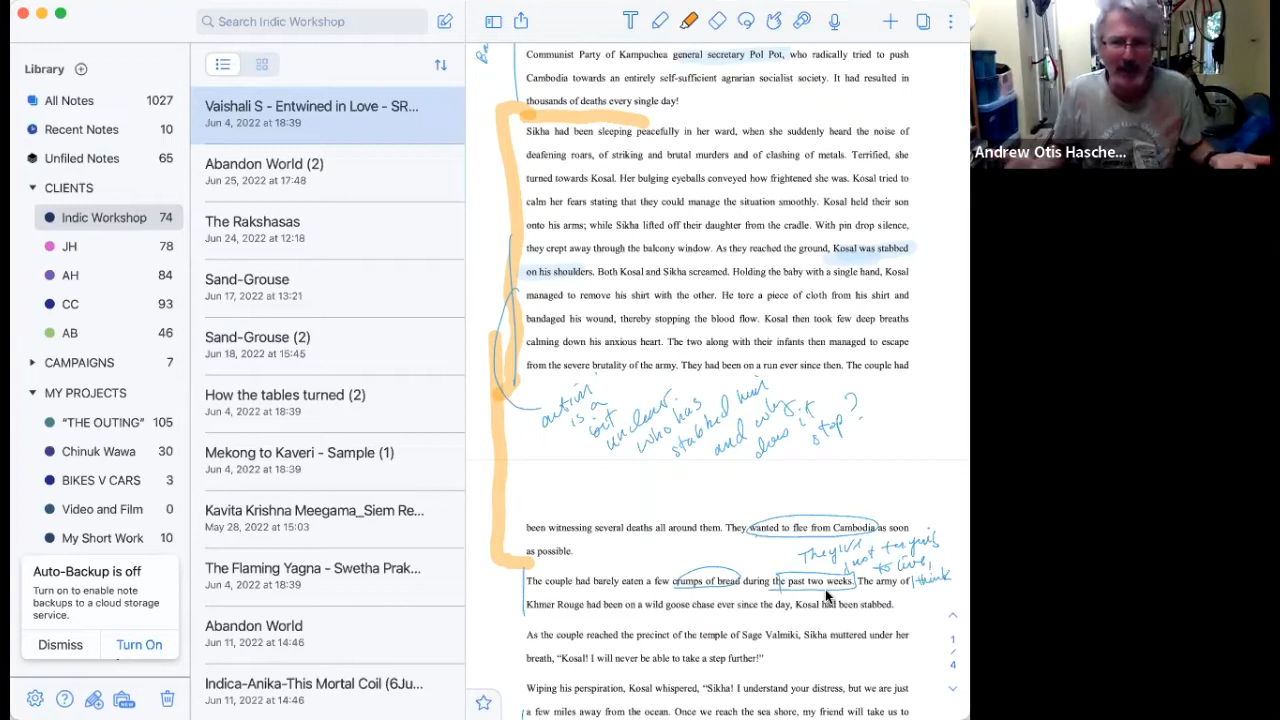 Search Indic Workshop
Library
All Notes 1027
Recent Notes 10
Unfiled Notes 65
CLIENTS
Indic Workshop 74
JH 78
AH 84
CC 93
AB 46
CAMPAIGNS 7
MY PROJECTS
“THE OUTING” 105
Chinuk Wawa 30
BIKES V CARS 3
Video and Film 0
My Short Work 10
Auto-Backup is off
Turn on to enable note
backups to a cloud storage
service.
Dismiss Turn On
Vaishali S - Entwined in Love - SR...
Jun 4, 2022 at 18:39
Abandon World (2)
Jun 25, 2022 at 17:48
The Rakshasas
Jun 24, 2022 at 12:18
Sand-Grouse
Jun 17, 2022 at 13:21
Sand-Grouse (2)
Jun 18, 2022 at 15:45
How the tables turned (2)
Jun 4, 2022 at 18:39
Mekong to Kaveri - Sample (1)
Jun 4, 2022 at 18:39
Kavita Krishna Meegama_Siem Re...
May 28, 2022 at 15:03
The Flaming Yagna - Swetha Prak...
Jun 11, 2022 at 18:39
Abandon World
Jun 11, 2022 at 14:46
Indica-Anika-This Mortal Coil (6Ju...
Jun 11, 2022 at 14:46
Communist Party of Kampuchea general secretary Pol Pot, who radically tried to push
Cambodia towards an entirely self-sufficient agrarian socialist society. It had resulted in
thousands of deaths every single day!
Sikha had been sleeping peacefully in her ward, when she suddenly heard the noise of
deafening roars, of striking and brutal murders and of clashing of metals. Terrified, she
turned towards Kosal. Her bulging eyeballs conveyed how frightened she was. Kosal tried to
calm her fears stating that they could manage the situation smoothly. Kosal held their son
onto his arms; while Sikha lifted off their daughter from the cradle. With pin drop silence,
they crept away through the balcony window. As they reached the ground, Kosal was stabbed
on his shoulders. Both Kosal and Sikha screamed. Holding the baby with a single hand, Kosal
managed to remove his shirt with the other. He tore a piece of cloth from his shirt and
bandaged his wound, thereby stopping the blood flow. Kosal then took few deep breaths
calming down his anxious heart. The two along with their infants then managed to escape
from the severe brutality of the army. They had been on a run ever since then. The couple had
action
is a
bit
unclear.
who has
stabbed him
and why
does it
stop?
been witnessing several deaths all around them. They wanted to flee from Cambodia as soon
as possible.
They're
just trying
to live,
I think
The couple had barely eaten a few crumps of bread during the past two weeks. The army of
Khmer Rouge had been on a wild goose chase ever since the day, Kosal had been stabbed.
As the couple reached the precinct of the temple of Sage Valmiki, Sikha muttered under her
breath, “Kosal! I will never be able to take a step further!”
Wiping his perspiration, Kosal whispered, “Sikha! I understand your distress, but we are just
a few miles away from the ocean. Once we reach the sea shore, my friend will take us to
1
/
4
Andrew Otis Hasche...